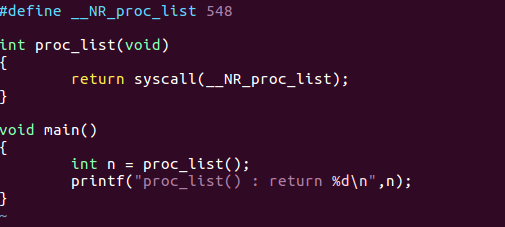 #define __NR_proc_list 548
int proc_list(void)
{
        return syscall(__NR_proc_list);
}
void main()
{
        int n = proc_list();
        printf("proc_list() : return %d\n",n);
}
~